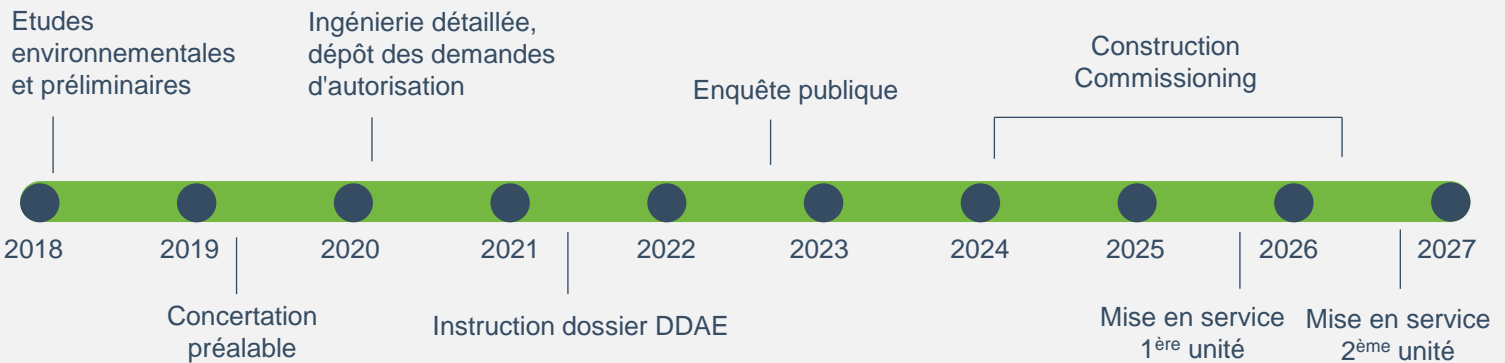 Etudes
environnementales
et préliminaires
Ingénierie détaillée,
dépôt des demandes
d'autorisation
Enquête publique
Construction
Commissioning
2018
2019
2020
2021
2022
2023
2024
2025
2026
2027
Concertation
préalable
Instruction dossier DDAE
Mise en service
1ère unité
Mise en service
2ème unité